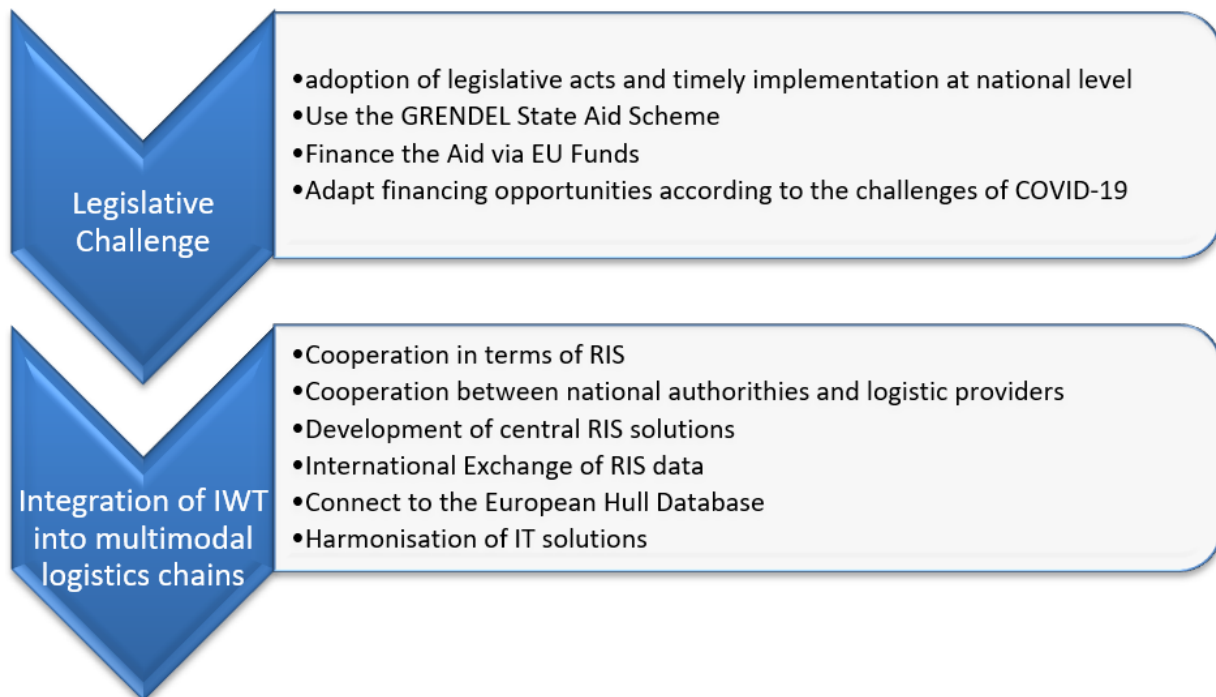 Legislative
Challenge
•adoption of legislative acts and timely implementation at national level
•Use the GRENDEL State Aid Scheme
•Finance the Aid via EU Funds
•Adapt financing opportunities according to the challenges of COVID-19
Integration of IWT
into multimodal
logistics chains
•Cooperation in terms of RIS
•Cooperation between national authorithies and logistic providers
•Development of central RIS solutions
•International Exchange of RIS data
•Connect to the European Hull Database
•Harmonisation of IT solutions